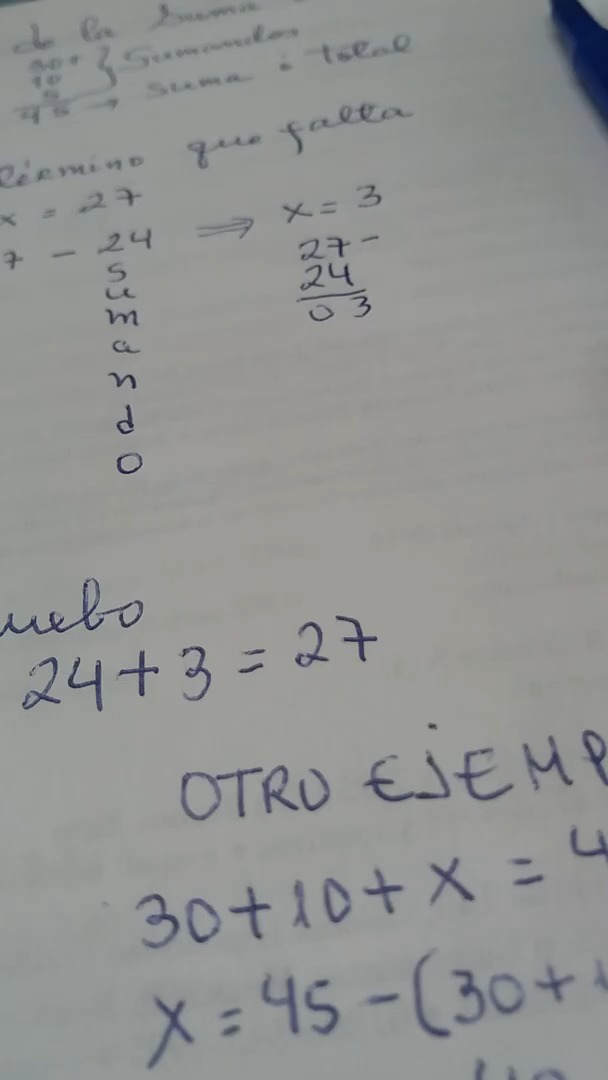 de la suma
30+
10 } Sumandos
5
45 → suma o total
término que falta
x = 27
7 - 24 ⇒ x = 3
s
u
m
a
n
d
o
27-
24
03
uebo
24+3=27
OTRO EJEMP
30+10+x=4
x=45-(30+1